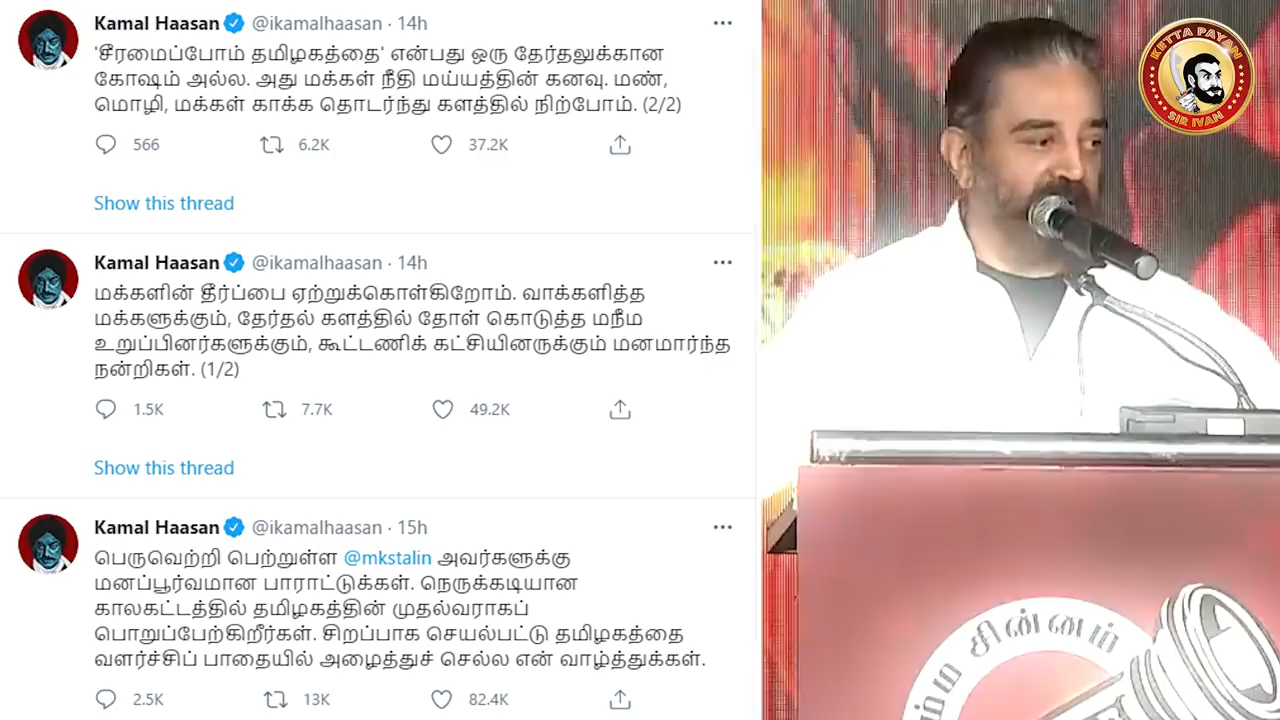 Kamal Haasan @ikamalhaasan · 14h
'சீரமைப்போம் தமிழகத்தை' என்பது ஒரு தேர்தலுக்கான
கோஷம் அல்ல. அது மக்கள் நீதி மய்யத்தின் கனவு. மண்,
மொழி, மக்கள் காக்க தொடர்ந்து களத்தில் நிற்போம். (2/2)
566 6.2K 37.2K
Show this thread
Kamal Haasan @ikamalhaasan · 14h
மக்களின் தீர்ப்பை ஏற்றுக்கொள்கிறோம். வாக்களித்த
மக்களுக்கும், தேர்தல் களத்தில் தோள் கொடுத்த மநீம
உறுப்பினர்களுக்கும், கூட்டணிக் கட்சியினருக்கும் மனமார்ந்த
நன்றிகள். (1/2)
1.5K 7.7K 49.2K
Show this thread
Kamal Haasan @ikamalhaasan · 15h
பெருவெற்றி பெற்றுள்ள @mkstalin அவர்களுக்கு
மனப்பூர்வமான பாராட்டுக்கள். நெருக்கடியான
காலகட்டத்தில் தமிழகத்தின் முதல்வராகப்
பொறுப்பேற்கிறீர்கள். சிறப்பாக செயல்பட்டு தமிழகத்தை
வளர்ச்சிப் பாதையில் அழைத்துச் செல்ல என் வாழ்த்துக்கள்.
2.5K 13K 82.4K
KETTA PAYAN
SIR IVAN
சின்னம்